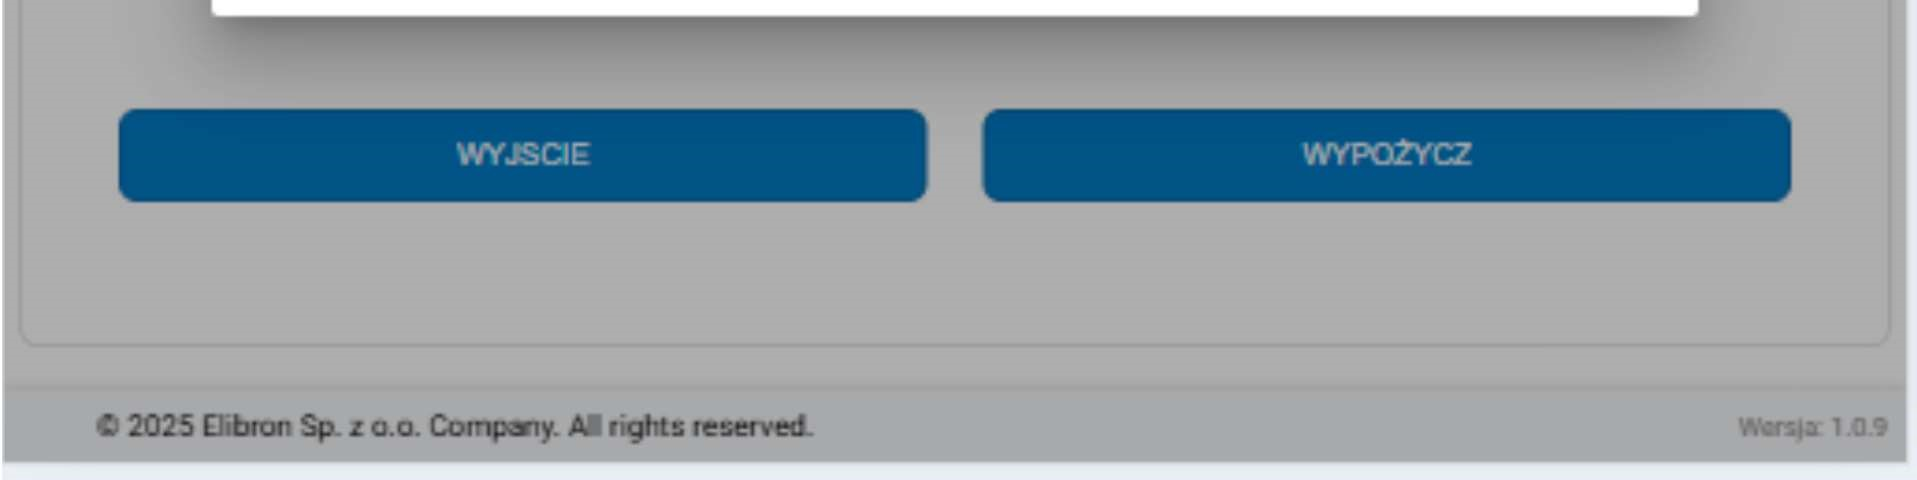 WYJSCIE
WYPOŻYCZ
© 2025 Elibron Sp. z o.o. Company. All rights reserved.
Wersja: 1.0.9